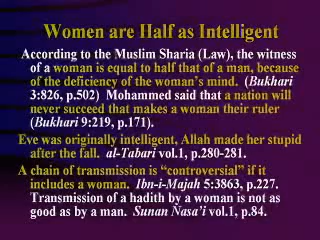 Women are Half as Intelligent
According to the Muslim Sharia (Law), the witness
of a woman is equal to half that of a man, because
of the deficiency of the woman's mind. (Bukhari
3:826, p.502) Mohammed said that a nation will
never succeed that makes a woman their ruler
(Bukhari 9:219, p.171).
Eve was originally intelligent, Allah made her stupid
after the fall. al-Tabari vol.1, p.280-281.
A chain of transmission is “controversial” if it
includes a woman. Ibn-i-Majah 5:3863, p.227.
Transmission of a hadith by a woman is not as
good as by a man. Sunan Nasa'i vol.1, p.84.